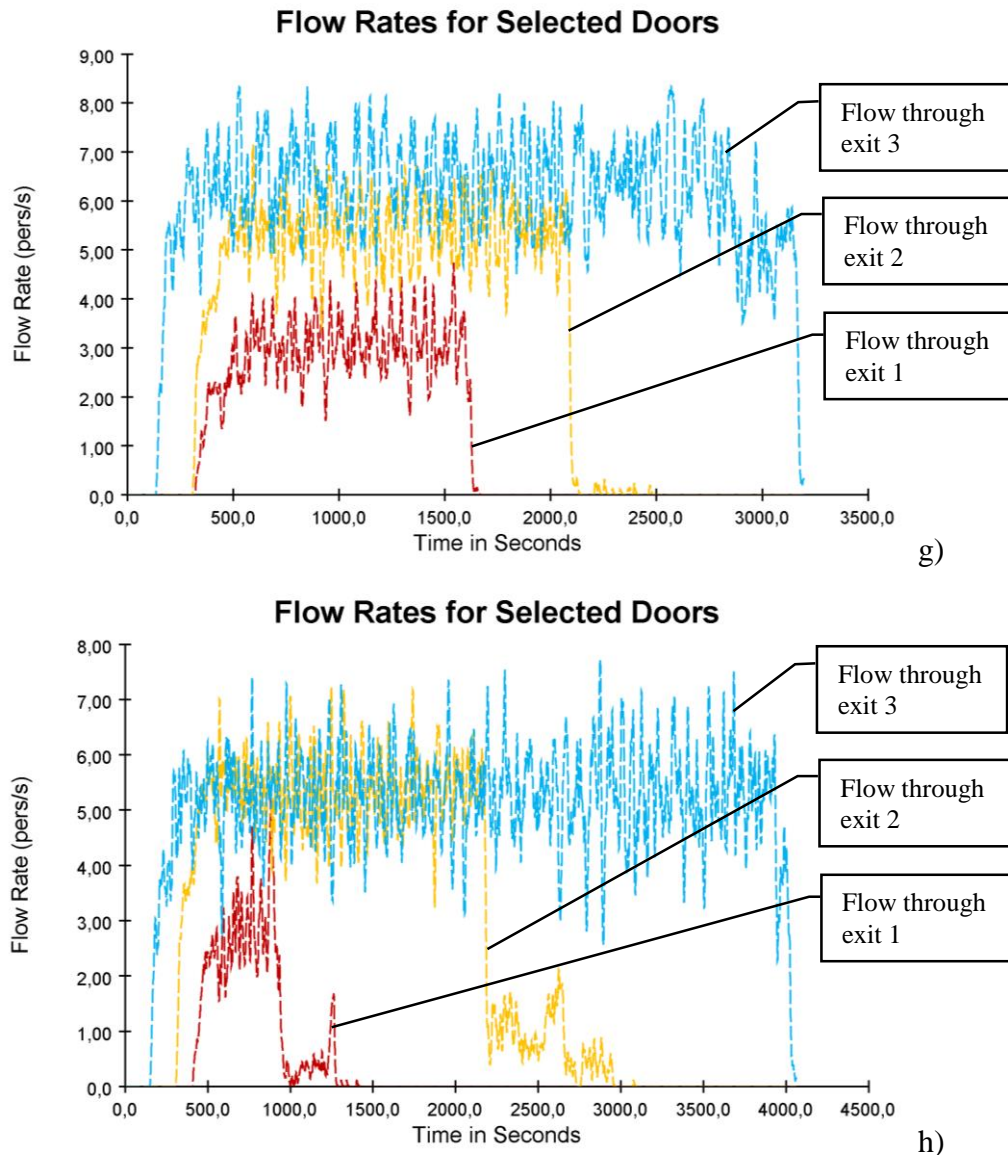 Flow Rates for Selected Doors
9,00
8,00
7,00
6,00
5,00
4,00
3,00
2,00
1,00
0,0
Flow Rate (pers/s)
0,0 500,0 1000,0 1500,0 2000,0 2500,0 3000,0 3500,0
Time in Seconds
Flow through
exit 3
Flow through
exit 2
Flow through
exit 1
g)
Flow Rates for Selected Doors
8,00
7,00
6,00
5,00
4,00
3,00
2,00
1,00
0,0
Flow Rate (pers/s)
0,0 500,0 1000,0 1500,0 2000,0 2500,0 3000,0 3500,0 4000,0 4500,0
Time in Seconds
Flow through
exit 3
Flow through
exit 2
Flow through
exit 1
h)